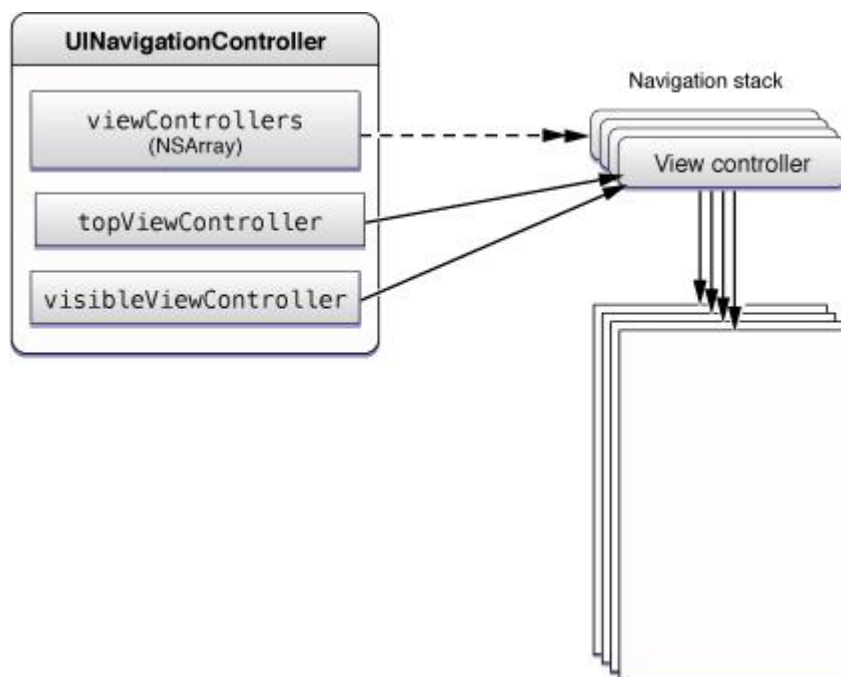 UINavigationController
viewControllers
(NSArray)
topViewController
visibleViewController
Navigation stack
View controller